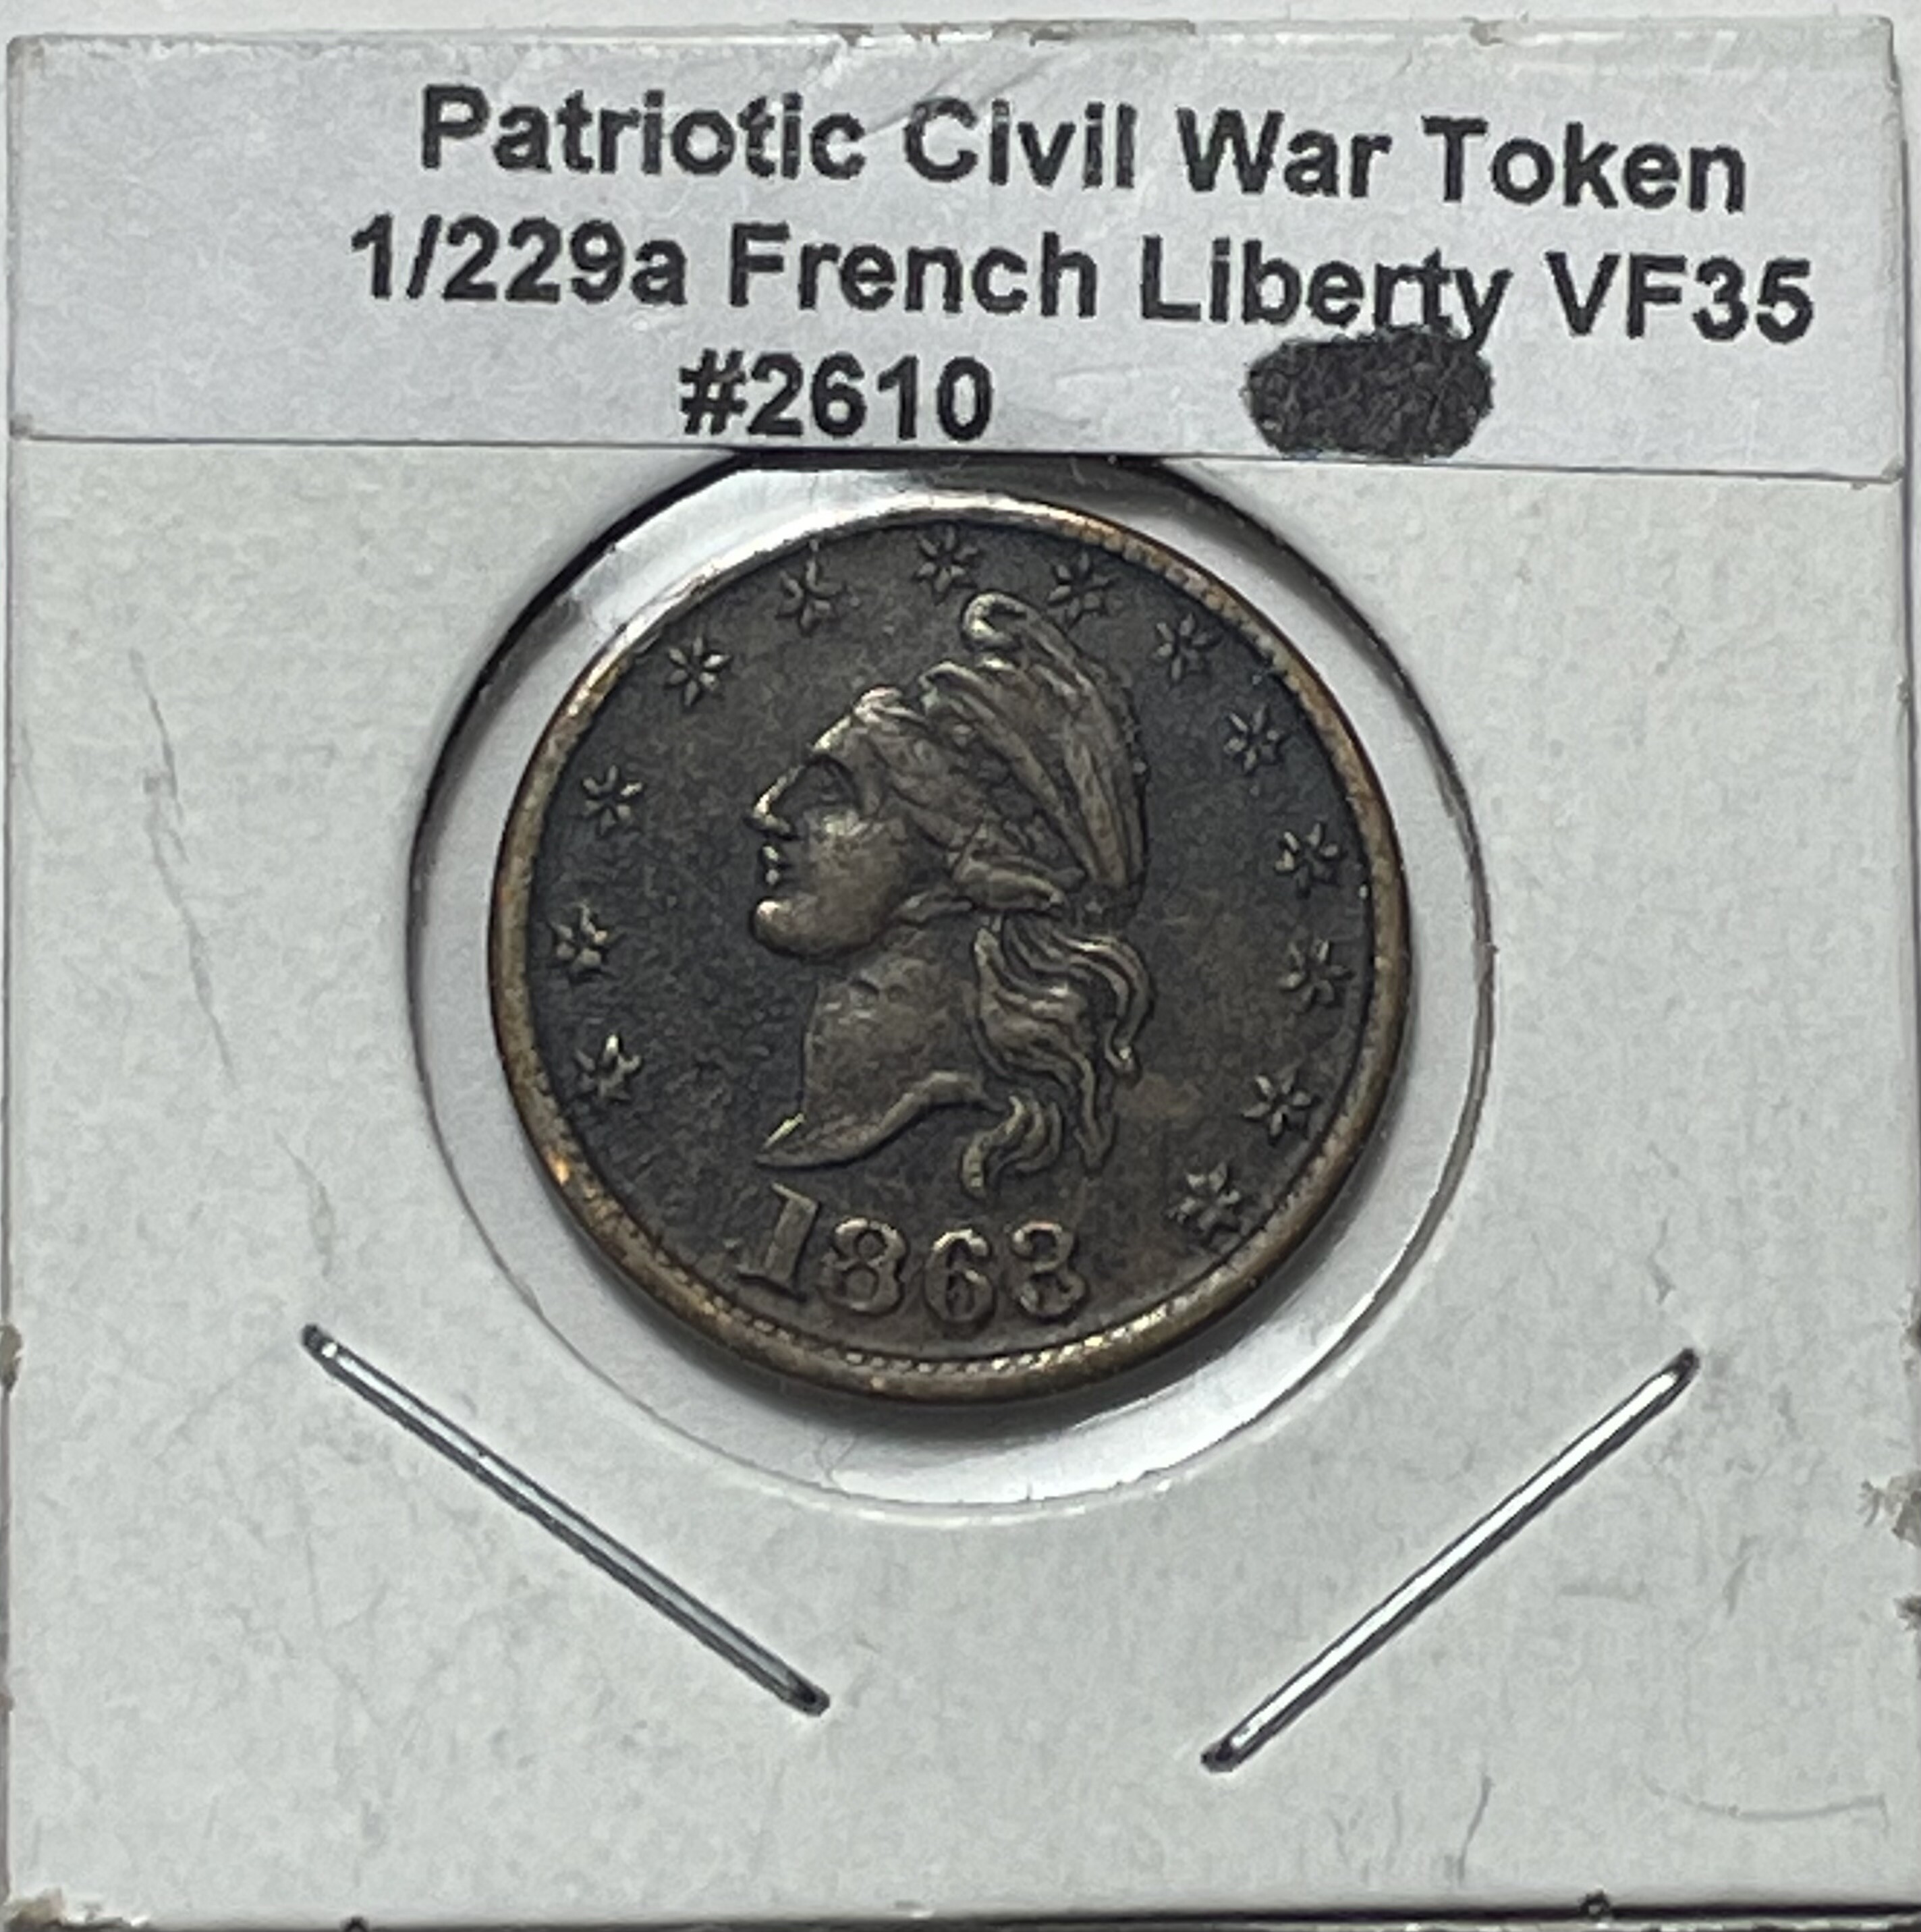 Patriotic Civil War Token
1/229a French Liberty VF35
#2610
1863